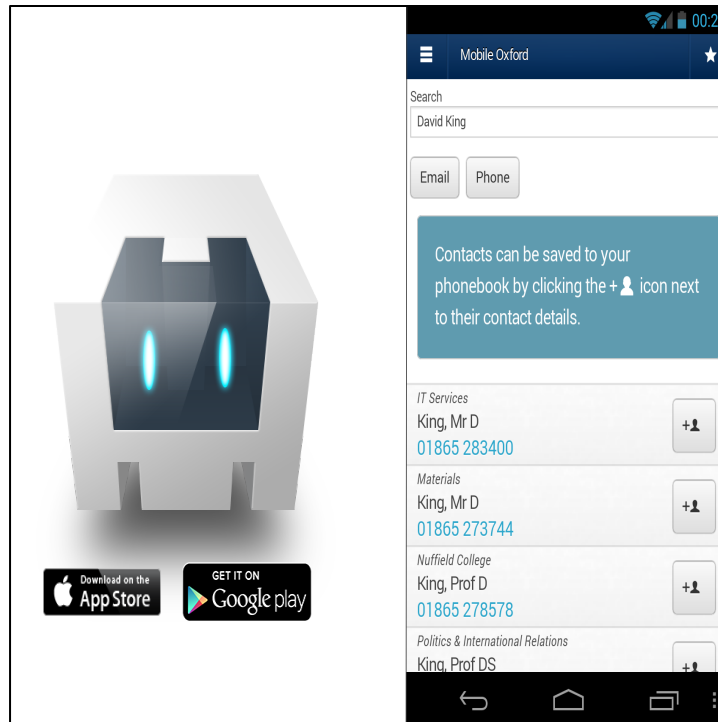 Download on the
App Store
GET IT ON
Google play
00:2
Mobile Oxford
Search
David King
Email Phone
Contacts can be saved to your
phonebook by clicking the + icon next
to their contact details.
IT Services
King, Mr D
01865 283400
Materials
King, Mr D
01865 273744
Nuffield College
King, Prof D
01865 278578
Politics & International Relations
King, Prof DS